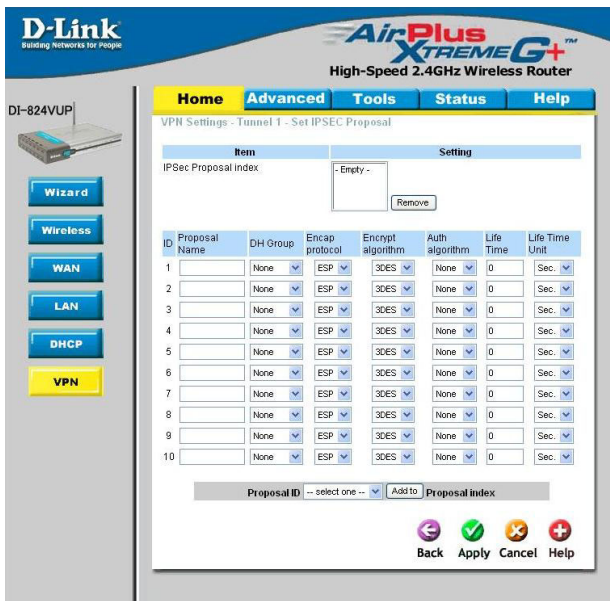 D-Link
Building Networks for People
AirPlus
XTREME G+™
High-Speed 2.4GHz Wireless Router
DI-824VUP
Home Advanced Tools Status Help
VPN Settings - Tunnel 1 - Set IPSEC Proposal
Item Setting
IPSec Proposal index - Empty -
Remove
ID Proposal Name DH Group Encap protocol Encrypt algorithm Auth algorithm Life Time Life Time Unit
1 None ESP 3DES None 0 Sec.
2 None ESP 3DES None 0 Sec.
3 None ESP 3DES None 0 Sec.
4 None ESP 3DES None 0 Sec.
5 None ESP 3DES None 0 Sec.
6 None ESP 3DES None 0 Sec.
7 None ESP 3DES None 0 Sec.
8 None ESP 3DES None 0 Sec.
9 None ESP 3DES None 0 Sec.
10 None ESP 3DES None 0 Sec.
Proposal ID -- select one -- Add to Proposal index
Back Apply Cancel Help
Wizard
Wireless
WAN
LAN
DHCP
VPN